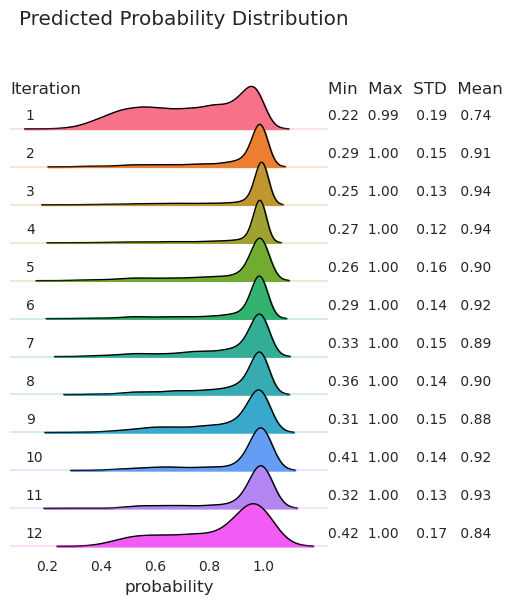 Predicted Probability Distribution
Iteration Min Max STD Mean
1 0.22 0.99 0.19 0.74
2 0.29 1.00 0.15 0.91
3 0.25 1.00 0.13 0.94
4 0.27 1.00 0.12 0.94
5 0.26 1.00 0.16 0.90
6 0.29 1.00 0.14 0.92
7 0.33 1.00 0.15 0.89
8 0.36 1.00 0.14 0.90
9 0.31 1.00 0.15 0.88
10 0.41 1.00 0.14 0.92
11 0.32 1.00 0.13 0.93
12 0.42 1.00 0.17 0.84
0.2 0.4 0.6 0.8 1.0
probability